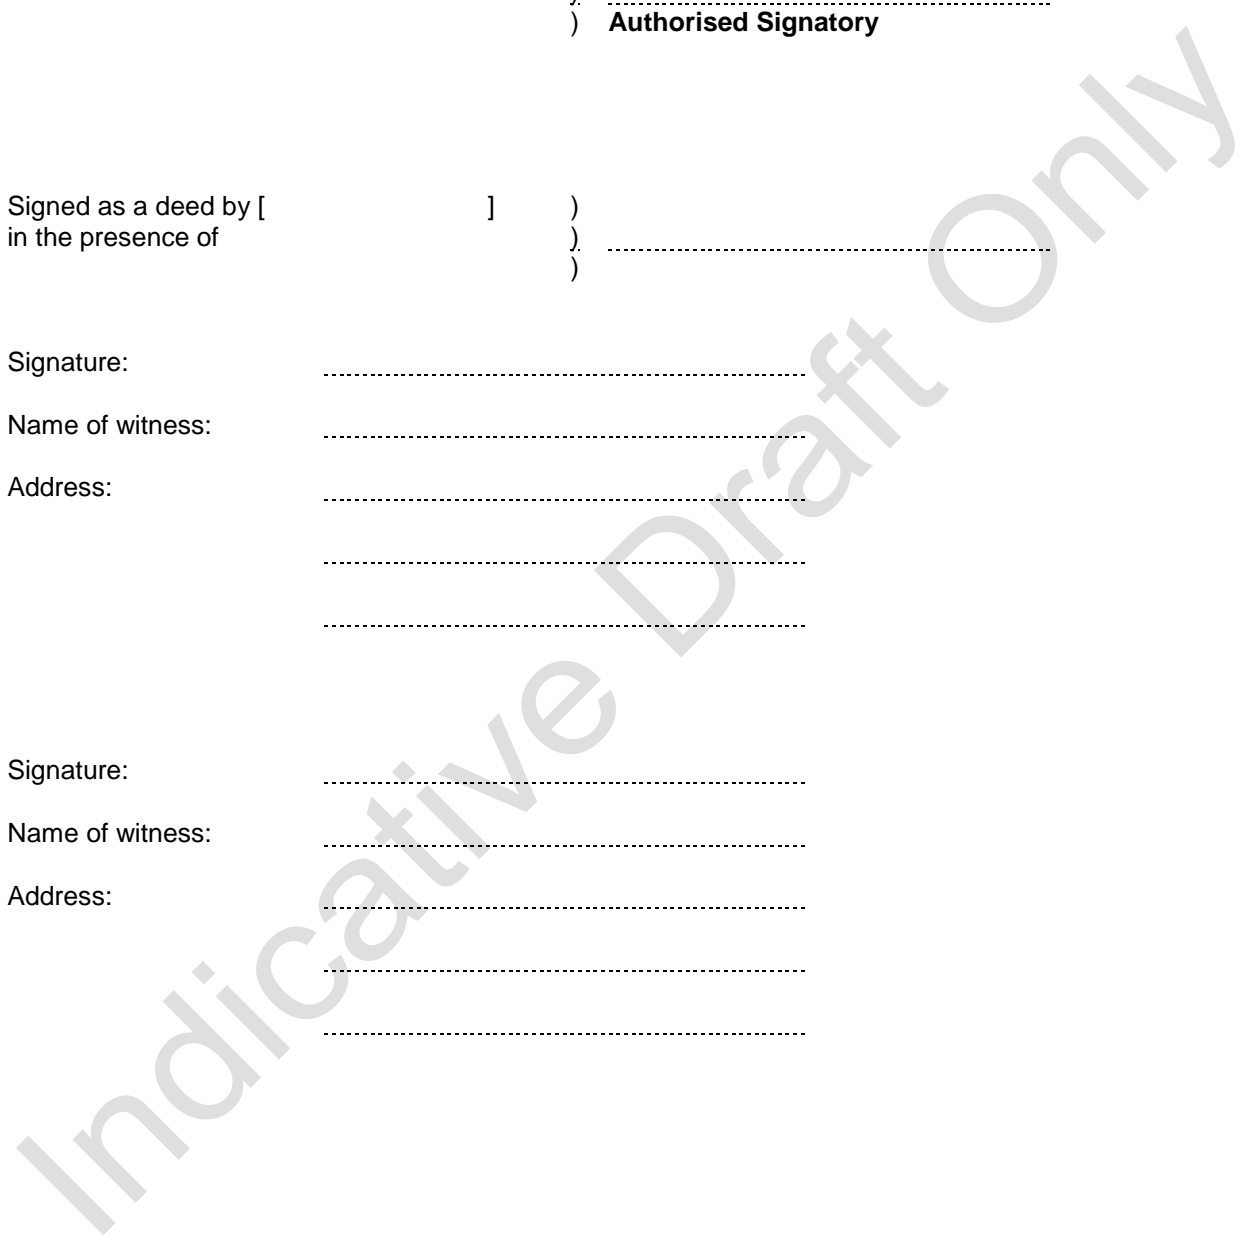 ) Authorised Signatory
Signed as a deed by [ ] )
in the presence of )
)
Signature:
Name of witness:
Address:
Signature:
Name of witness:
Address:
Indicative Draft Only